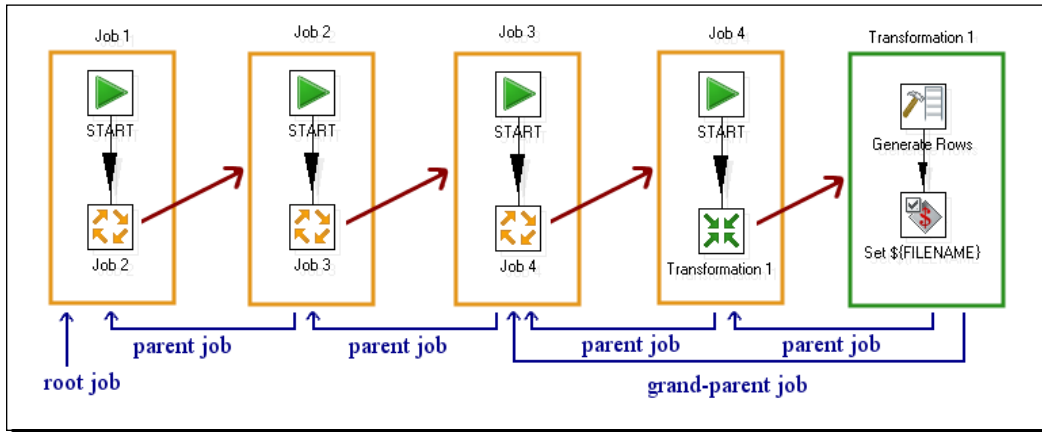 Job 1
Job 2
Job 3
Job 4
Transformation 1
START
START
START
START
Generate Rows
Job 2
Job 3
Job 4
Transformation 1
Set ${FILENAME}
parent job
parent job
parent job
parent job
root job
grand-parent job